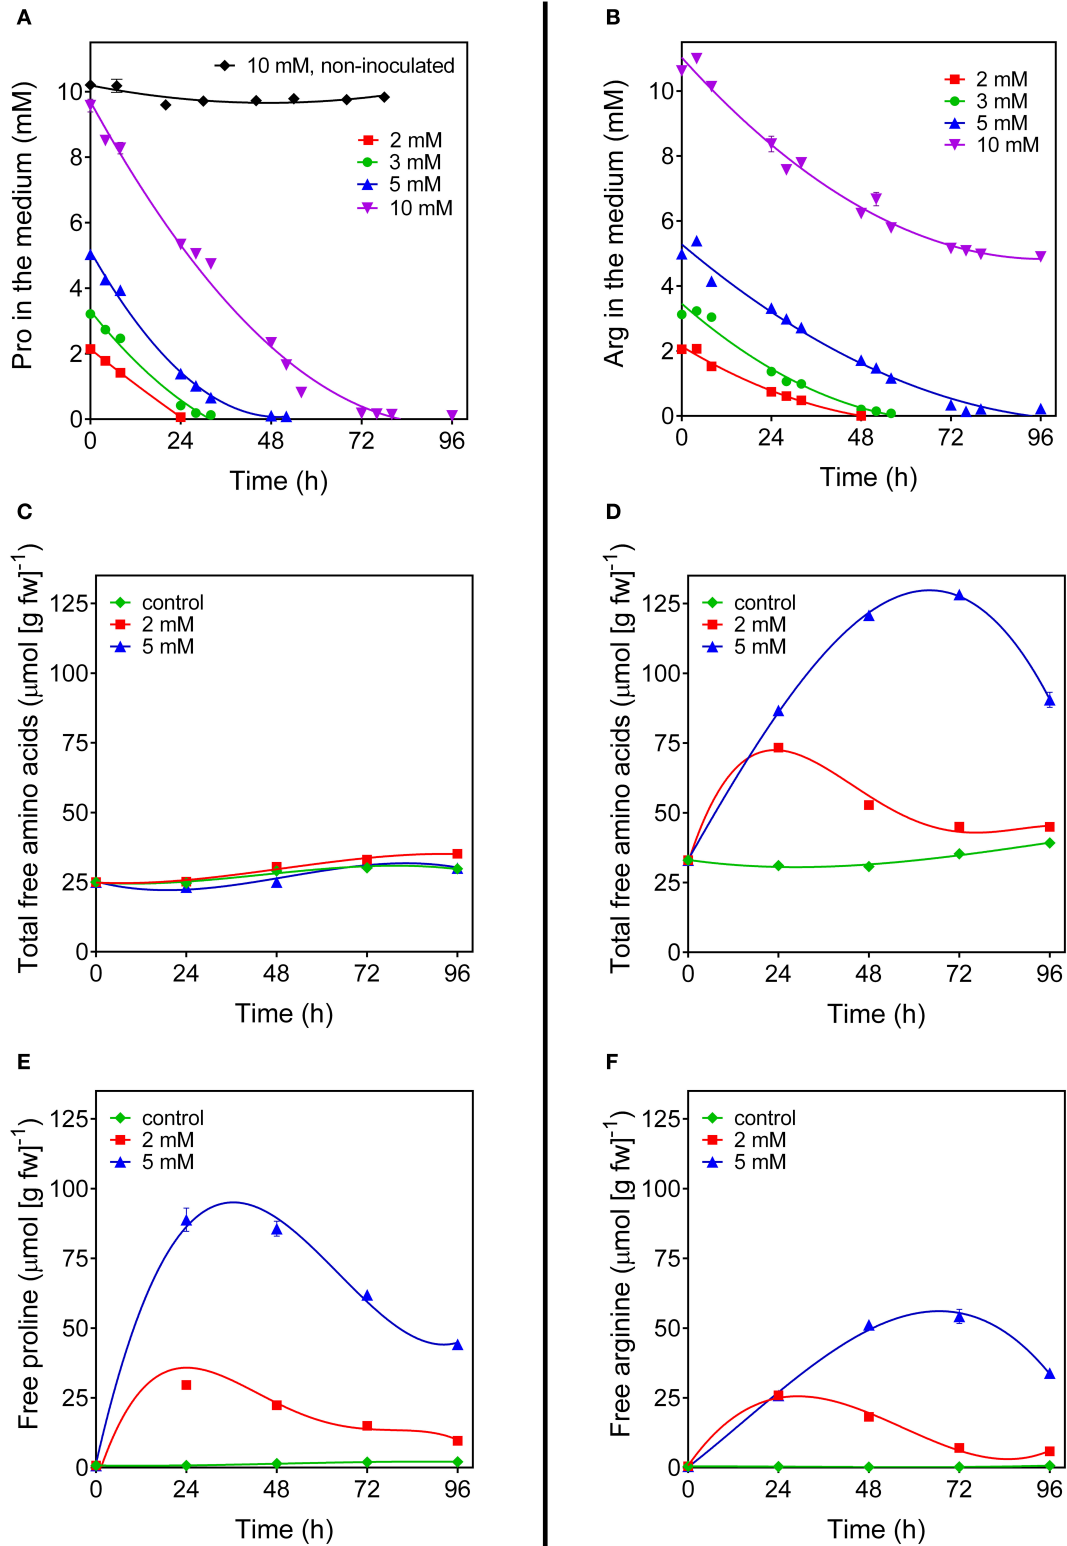 A
10 mM, non-inoculated
2 mM
3 mM
5 mM
10 mM
Pro in the medium (mM)
10
8
6
4
2
0
0 24 48 72 96
Time (h)
B
2 mM
3 mM
5 mM
10 mM
Arg in the medium (mM)
10
8
6
4
2
0
0 24 48 72 96
Time (h)
C
control
2 mM
5 mM
Total free amino acids (μmol [g fw]-1)
125
100
75
50
25
0
0 24 48 72 96
Time (h)
D
control
2 mM
5 mM
Total free amino acids (μmol [g fw]-1)
125
100
75
50
25
0
0 24 48 72 96
Time (h)
E
control
2 mM
5 mM
Free proline (μmol [g fw]-1)
125
100
75
50
25
0
0 24 48 72 96
Time (h)
F
control
2 mM
5 mM
Free arginine (μmol [g fw]-1)
125
100
75
50
25
0
0 24 48 72 96
Time (h)